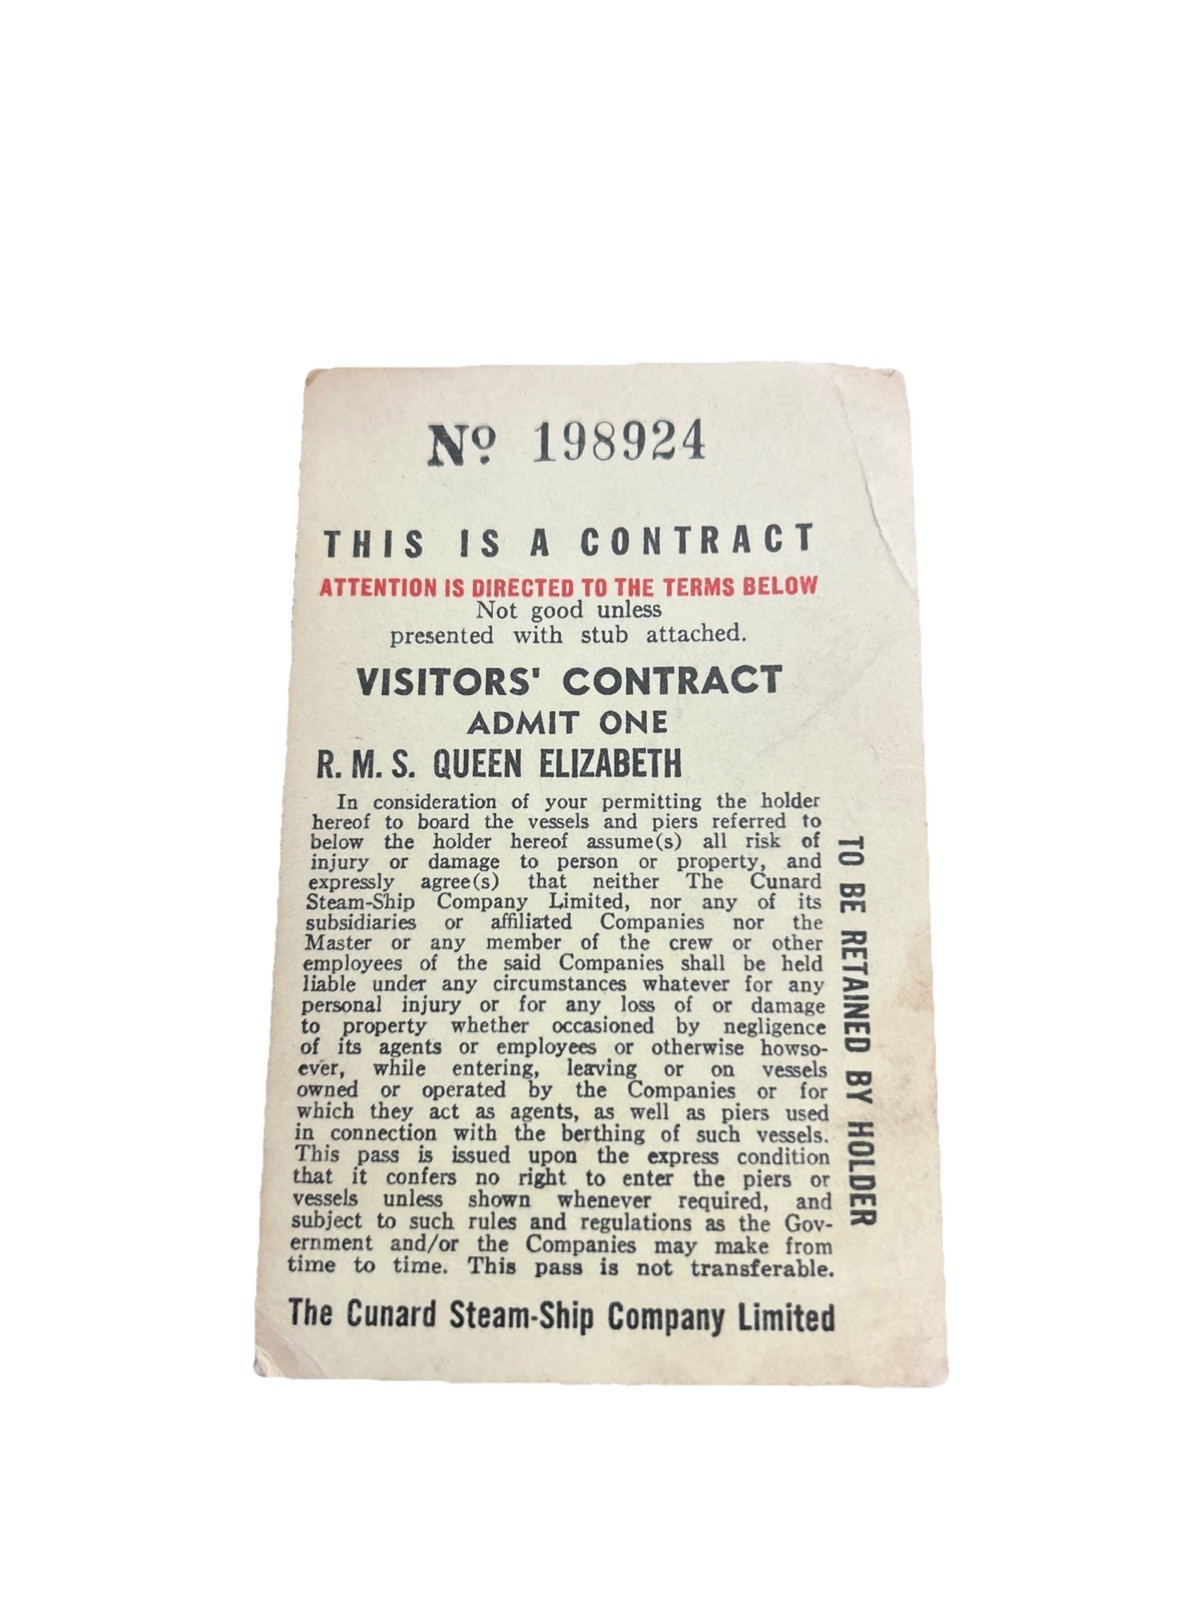 No 198924
THIS IS A CONTRACT
ATTENTION IS DIRECTED TO THE TERMS BELOW
Not good unless
presented with stub attached.
VISITORS' CONTRACT
ADMIT ONE
R. M. S. QUEEN ELIZABETH
In consideration of your permitting the holder
hereof to board the vessels and piers referred to
below the holder hereof assume(s) all risk of
injury or damage to person or property, and
expressly agree(s) that neither The Cunard
Steam-Ship Company Limited, nor any of its
subsidiaries or affiliated Companies nor the
Master or any member of the crew or other
employees of the said Companies shall be held
liable under any circumstances whatever for any
personal injury or for any loss of or damage
to property whether occasioned by negligence
of its agents or employees or otherwise howso-
ever, while entering, leaving or on vessels
owned or operated by the Companies or for
which they act as agents, as well as piers used
in connection with the berthing of such vessels.
This pass is issued upon the express condition
that it confers no right to enter the piers or
vessels unless shown whenever required, and
subject to such rules and regulations as the Gov-
ernment and/or the Companies may make from
time to time. This pass is not transferable.
The Cunard Steam-Ship Company Limited
TO BE RETAINED BY HOLDER